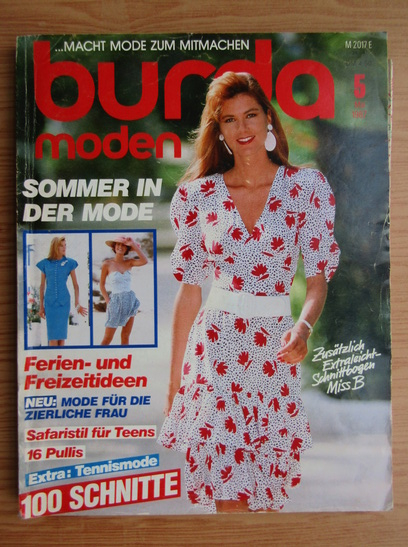 ...MACHT MODE ZUM MITMACHEN
M 2017 E
burda
moden
5
SOMMER IN
DER MODE
Ferien- und
Freizeitideen
NEU: MODE FÜR DIE
ZIERLICHE FRAU
Safaristil für Teens
16 Pullis
Extra: Tennismode
100 SCHNITTE
Zusätzlich
Extraleicht-
Schnittbogen
Miss B